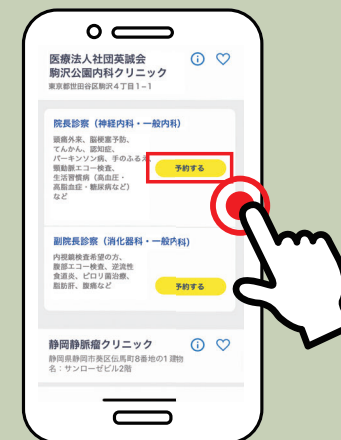 医療法人社団英誠会
駒沢公園内科クリニック
東京都世田谷区駒沢４丁目１−１
院長診察（神経内科・一般内科）
頭痛外来、脳梗塞予防、
てんかん、認知症、
パーキンソン病、手のふるえ、
頸動脈エコー検査、
生活習慣病（高血圧・
高脂血症・糖尿病など）
など
予約する
副院長診察（消化器科・一般内科）
内視鏡検査希望の方、
腹部エコー検査、逆流性
食道炎、ピロリ菌治療、
脂肪肝、腹痛など
予約する
静岡静脈瘤クリニック
静岡県静岡市葵区伝馬町8番地の1 建物
名：サンローゼビル2階